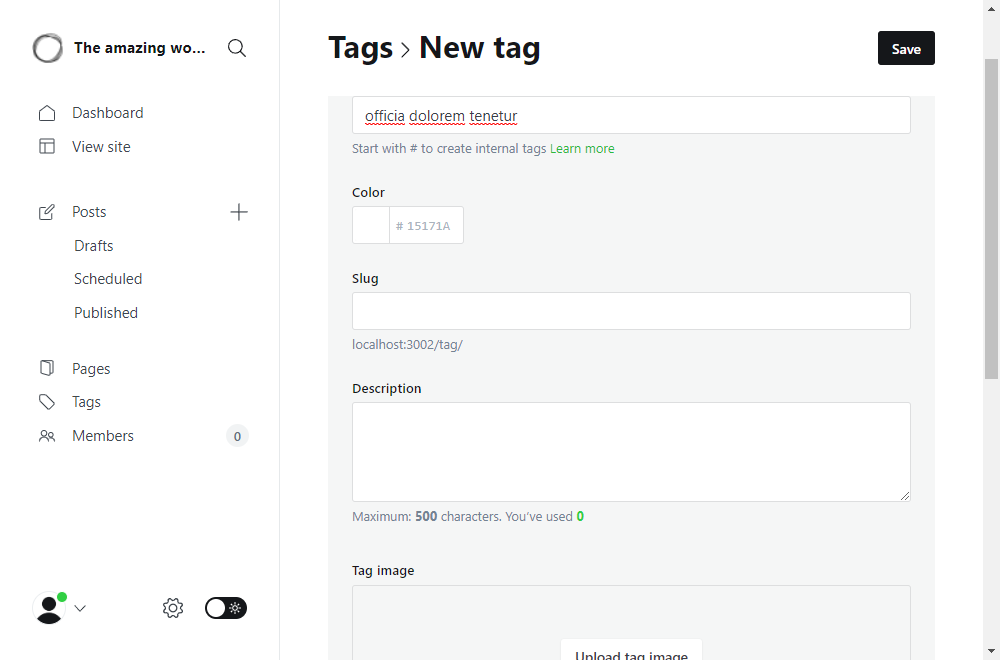 The amazing wo...
Dashboard
View site
Posts
Drafts
Scheduled
Published
Pages
Tags
Members 0
Tags > New tag
Save
officia dolorem tenetur
Start with # to create internal tags Learn more
Color
# 15171A
Slug
localhost:3002/tag/
Description
Maximum: 500 characters. You’ve used 0
Tag image
Upload tag image